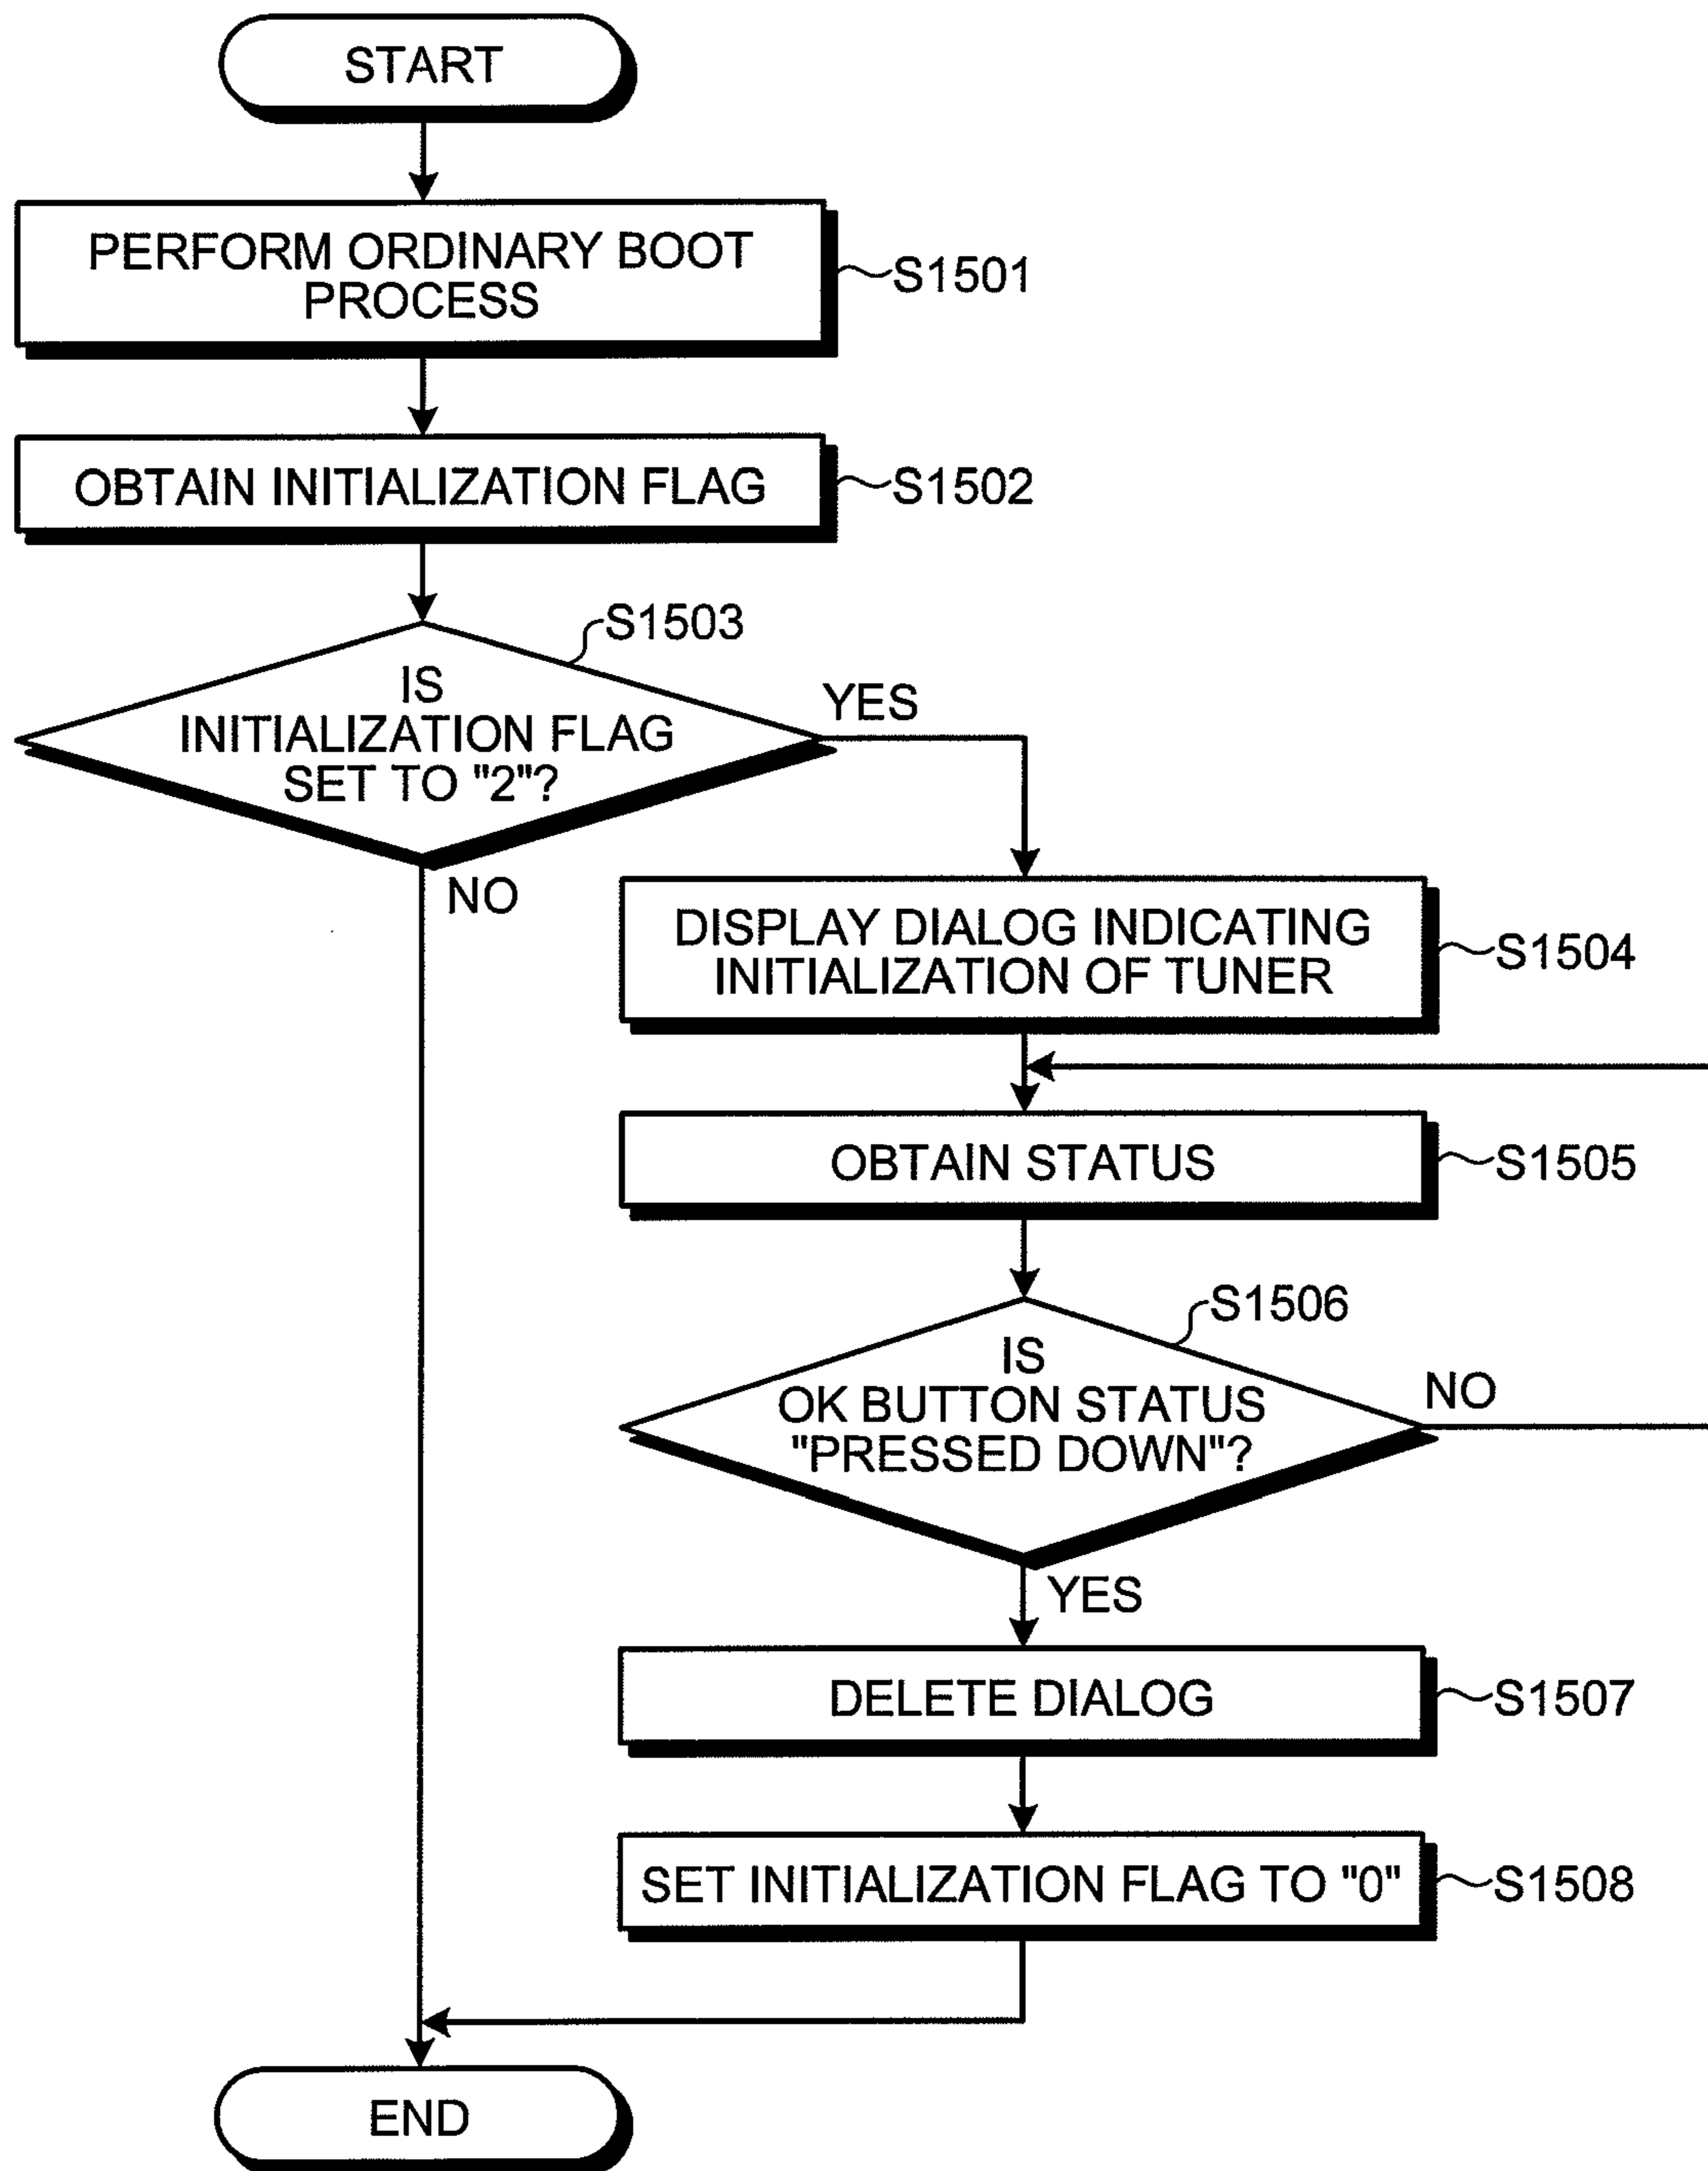 START
PERFORM ORDINARY BOOT
PROCESS
S1501
OBTAIN INITIALIZATION FLAG
S1502
S1503
IS
INITIALIZATION FLAG
SET TO "2"?
YES
NO
DISPLAY DIALOG INDICATING
INITIALIZATION OF TUNER
S1504
OBTAIN STATUS
S1505
S1506
IS
OK BUTTON STATUS
"PRESSED DOWN"?
NO
YES
DELETE DIALOG
S1507
SET INITIALIZATION FLAG TO "0"
S1508
END